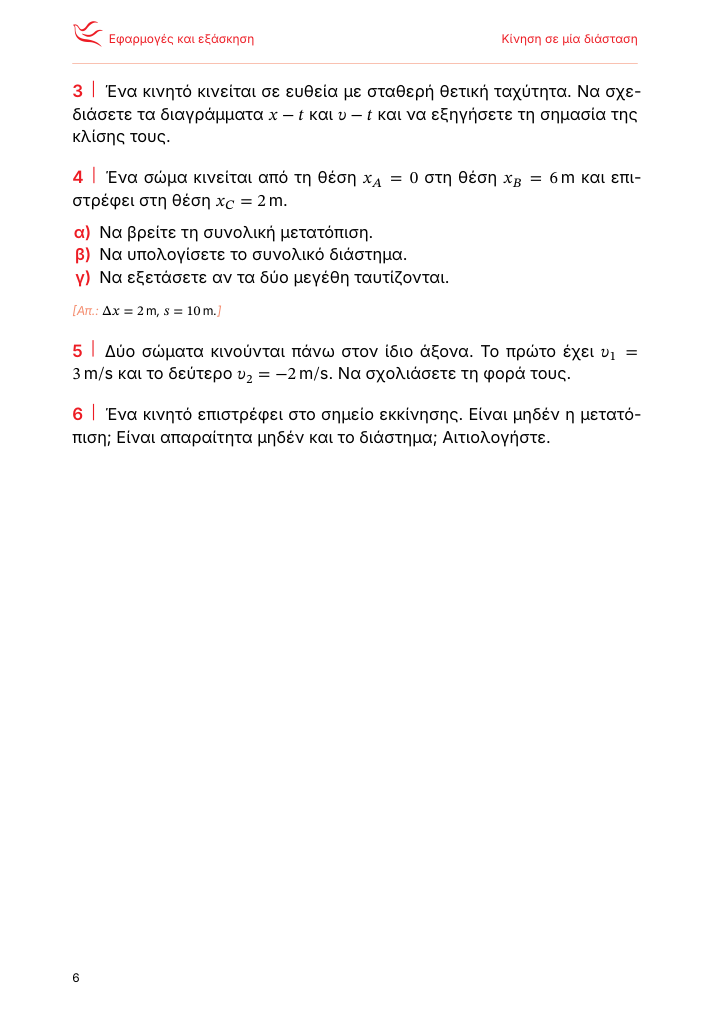 Εφαρμογές και εξάσκηση
Κίνηση σε μία διάσταση
3 | Ένα κινητό κινείται σε ευθεία με σταθερή θετική ταχύτητα. Να σχε-
διάσετε τα διαγράμματα x − t και υ − t και να εξηγήσετε τη σημασία της
κλίσης τους.
4 | Ένα σώμα κινείται από τη θέση x_A = 0 στη θέση x_B = 6 m και επι-
στρέφει στη θέση x_C = 2 m.
α) Να βρείτε τη συνολική μετατόπιση.
β) Να υπολογίσετε το συνολικό διάστημα.
γ) Να εξετάσετε αν τα δύο μεγέθη ταυτίζονται.
[Απ.: Δx = 2 m, s = 10 m.]
5 | Δύο σώματα κινούνται πάνω στον ίδιο άξονα. Το πρώτο έχει υ₁ =
3 m/s και το δεύτερο υ₂ = −2 m/s. Να σχολιάσετε τη φορά τους.
6 | Ένα κινητό επιστρέφει στο σημείο εκκίνησης. Είναι μηδέν η μετατό-
πιση; Είναι απαραίτητα μηδέν και το διάστημα; Αιτιολογήστε.
6